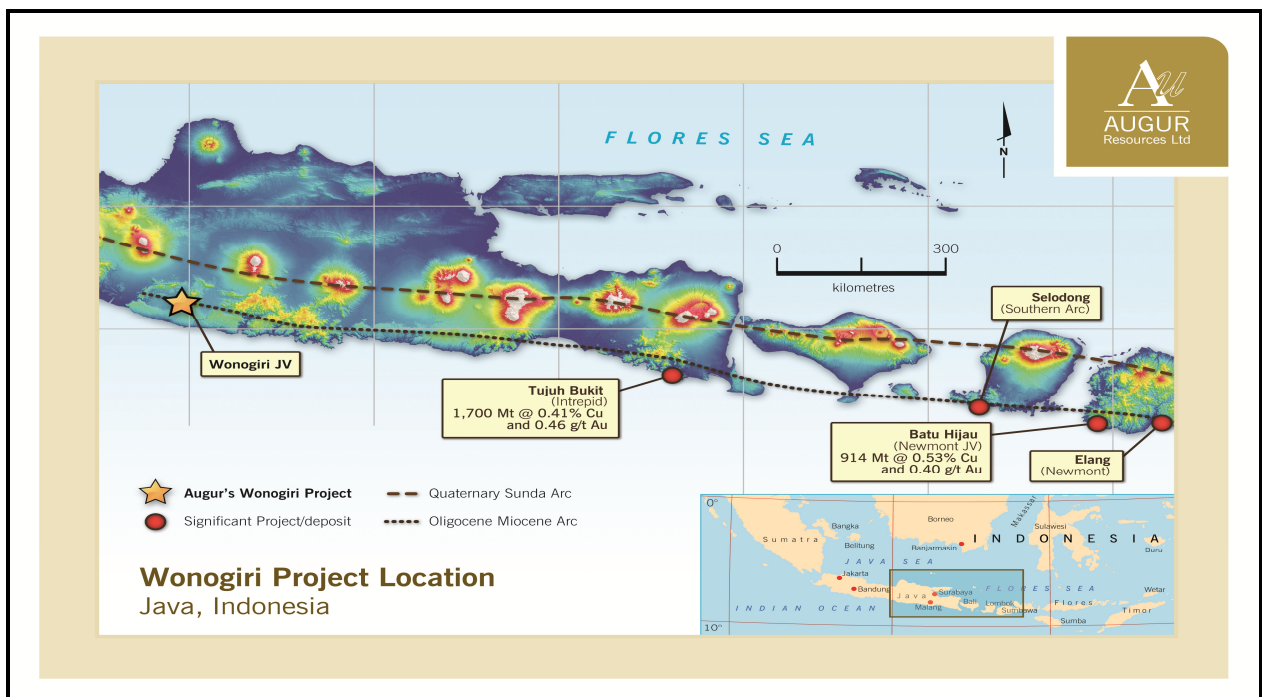 Au
AUGUR
Resources Ltd
FLORES SEA
N
0 300
kilometres
Selodong
(Southern Arc)
Wonogiri JV
Tujuh Bukit
(Intrepid)
1,700 Mt @ 0.41% Cu
and 0.46 g/t Au
Batu Hijau
(Newmont JV)
914 Mt @ 0.53% Cu
and 0.40 g/t Au
Elang
(Newmont)
Augur's Wonogiri Project
Quaternary Sunda Arc
Significant Project/deposit
Oligocene Miocene Arc
Wonogiri Project Location
Java, Indonesia
0°
Sumatra
Bangka
Belitung
Borneo
Banjarmasin
Makassar
Sulawesi
INDONESIA
Buru
JAVA SEA
Jakarta
Bandung
Java
Surabaya
Malang
Bali
Lombok
Sumbawa
FLORES SEA
Flores
Wetar
Timor
Sumba
INDIAN OCEAN
10°